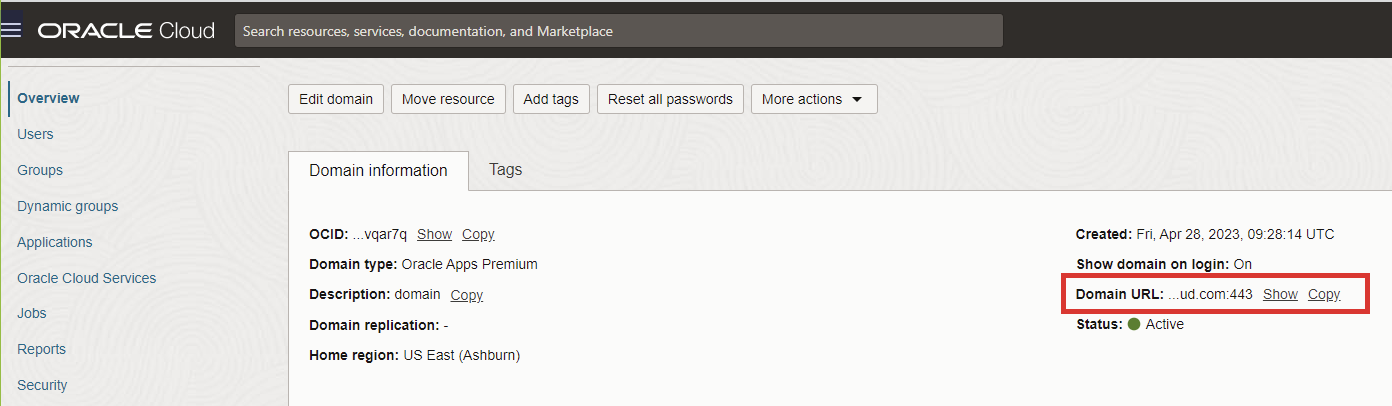 ORACLE Cloud
Search resources, services, documentation, and Marketplace
Overview
Users
Groups
Dynamic groups
Applications
Oracle Cloud Services
Jobs
Reports
Security
Edit domain
Move resource
Add tags
Reset all passwords
More actions
Domain information
Tags
OCID: ...vqar7q Show Copy
Domain type: Oracle Apps Premium
Description: domain Copy
Domain replication: -
Home region: US East (Ashburn)
Created: Fri, Apr 28, 2023, 09:28:14 UTC
Show domain on login: On
Domain URL: ...ud.com:443 Show Copy
Status: Active